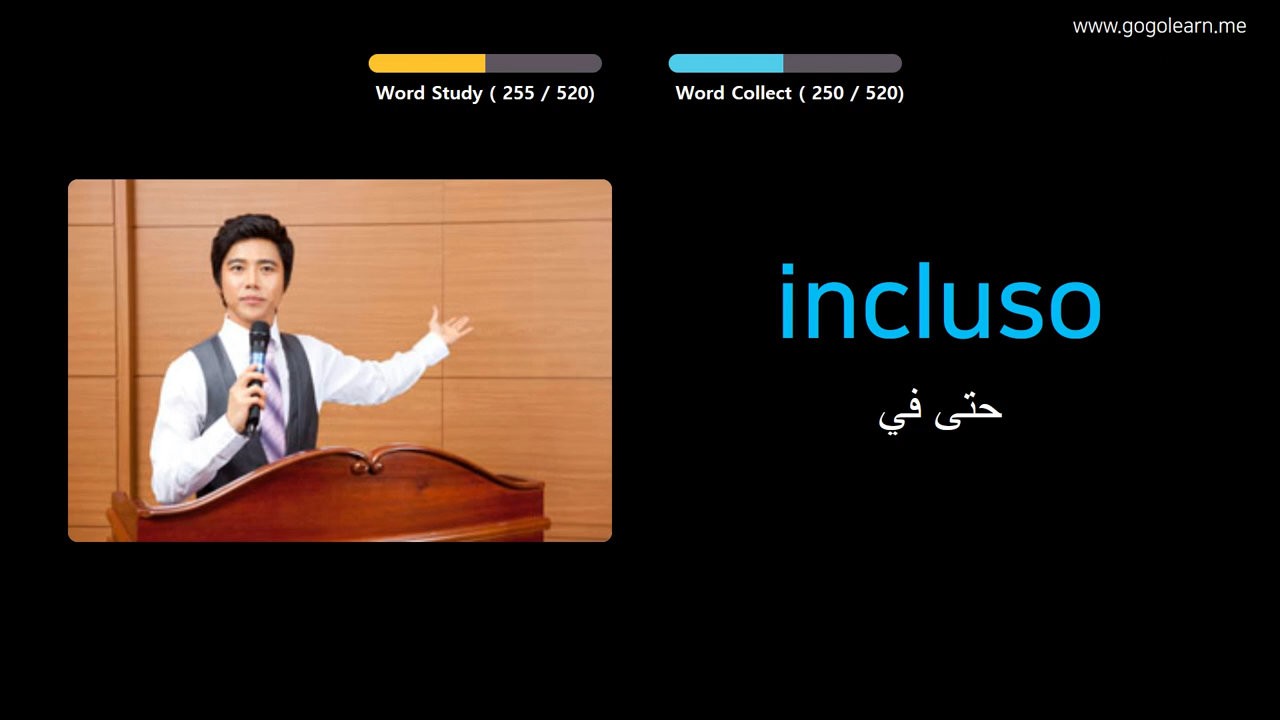 www.gogolearn.me
Word Study ( 255 / 520)
Word Collect ( 250 / 520)
incluso
حتى في